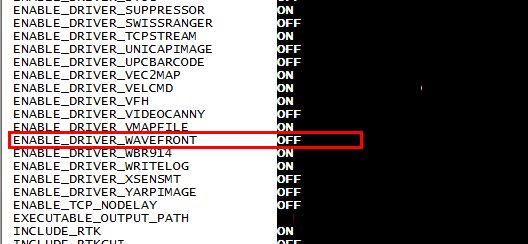 ENABLE_DRIVER_SUPPRESSOR ON
ENABLE_DRIVER_SWISSRANGER OFF
ENABLE_DRIVER_TCPSTREAM ON
ENABLE_DRIVER_UNICAPIMAGE OFF
ENABLE_DRIVER_UPCBARCODE OFF
ENABLE_DRIVER_VEC2MAP ON
ENABLE_DRIVER_VELCMD ON
ENABLE_DRIVER_VFH ON
ENABLE_DRIVER_VIDEOCANNY OFF
ENABLE_DRIVER_VMAPFILE ON
ENABLE_DRIVER_WAVEFRONT OFF
ENABLE_DRIVER_WBR914 ON
ENABLE_DRIVER_WRITELOG ON
ENABLE_DRIVER_XSENSMT OFF
ENABLE_DRIVER_YARPIMAGE OFF
ENABLE_TCP_NODELAY OFF
EXECUTABLE_OUTPUT_PATH
INCLUDE_RTK ON
INCLUDE_RTKGUI OFF